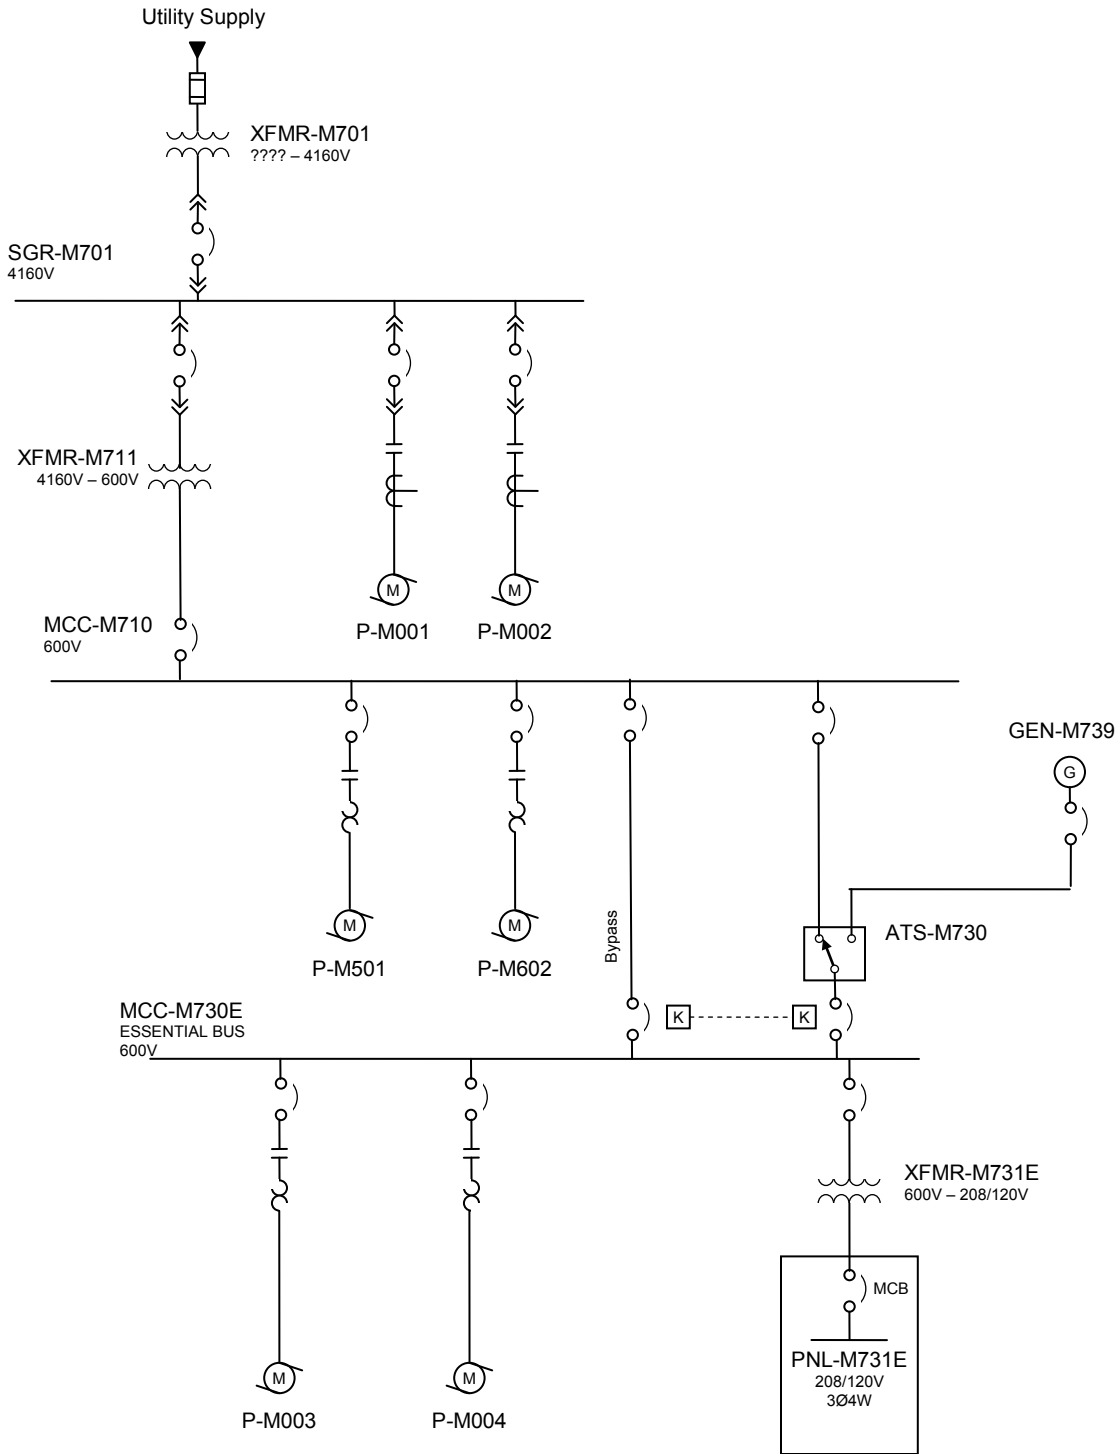 Utility Supply
XFMR-M701
???? – 4160V
SGR-M701
4160V
XFMR-M711
4160V – 600V
M
M
P-M001
P-M002
MCC-M710
600V
GEN-M739
G
M
M
P-M501
P-M602
Bypass
ATS-M730
MCC-M730E
ESSENTIAL BUS
600V
K
K
XFMR-M731E
600V – 208/120V
MCB
PNL-M731E
208/120V
3Ø4W
M
M
P-M003
P-M004